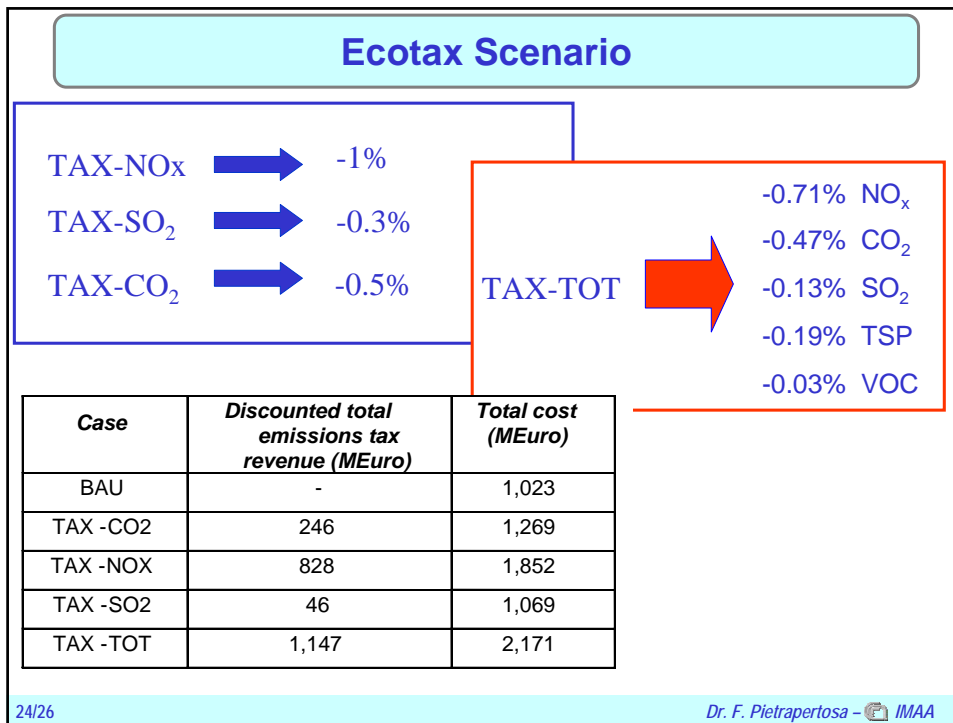 Ecotax Scenario
TAX-NOx -1%
TAX-SO2 -0.3%
TAX-CO2 -0.5%
TAX-TOT
-0.71% NOx
-0.47% CO2
-0.13% SO2
-0.19% TSP
-0.03% VOC
Case Discounted total emissions tax revenue (MEuro) Total cost (MEuro)
BAU - 1,023
TAX -CO2 246 1,269
TAX -NOX 828 1,852
TAX -SO2 46 1,069
TAX -TOT 1,147 2,171
24/26 Dr. F. Pietrapertosa – IMAA